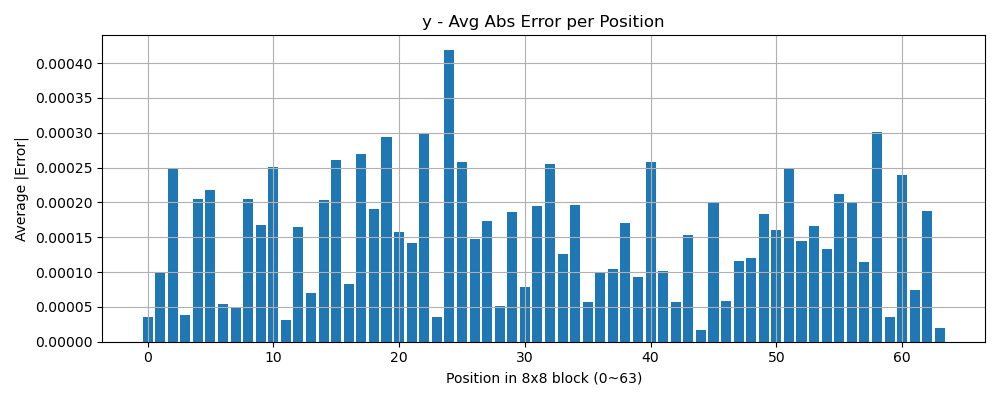 y - Avg Abs Error per Position
Average |Error|
0.00040
0.00035
0.00030
0.00025
0.00020
0.00015
0.00010
0.00005
0.00000
0 10 20 30 40 50 60
Position in 8x8 block (0~63)